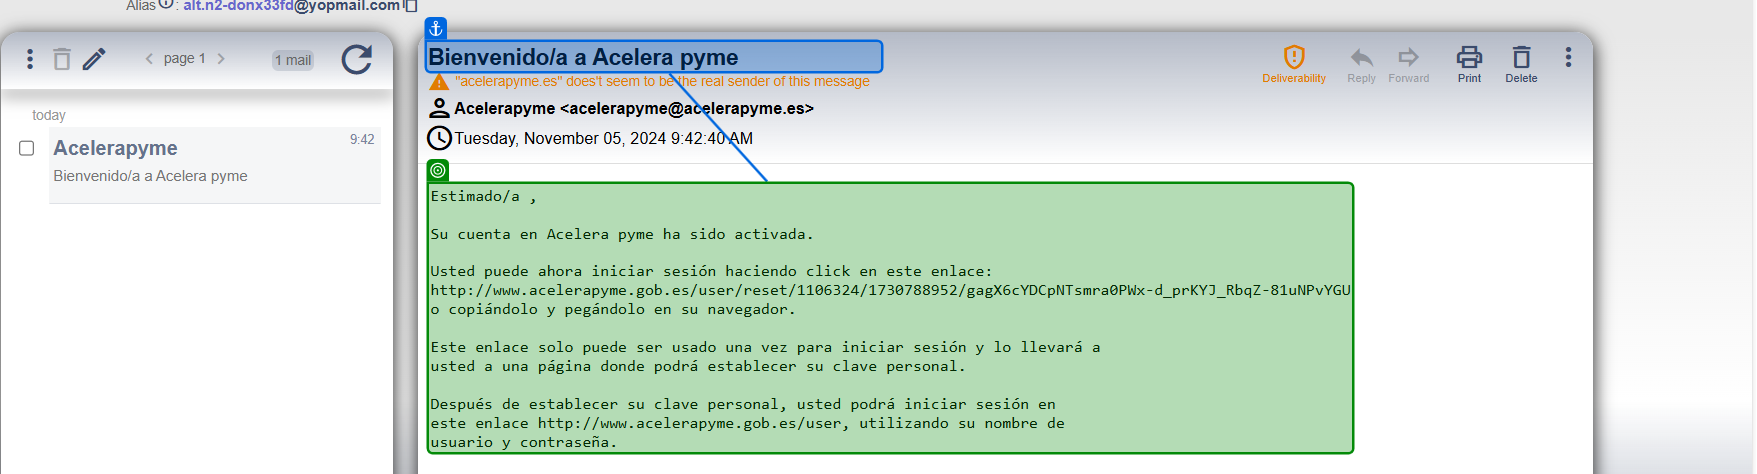 Alias : alt.n2-donx33fd@yopmail.com
page 1
1 mail
today
Acelerapyme
9:42
Bienvenido/a a Acelera pyme
Bienvenido/a a Acelera pyme
"acelerapyme.es" does't seem to be the real sender of this message
Acelerapyme <acelerapyme@acelerapyme.es>
Tuesday, November 05, 2024 9:42:40 AM
Deliverability
Reply
Forward
Print
Delete
Estimado/a ,
Su cuenta en Acelera pyme ha sido activada.
Usted puede ahora iniciar sesión haciendo click en este enlace:
http://www.acelerapyme.gob.es/user/reset/1106324/1730788952/gagX6cYDCpNTsmra0PWx-d_prKYJ_RbqZ-81uNPvYGU
o copiándolo y pegándolo en su navegador.
Este enlace solo puede ser usado una vez para iniciar sesión y lo llevará a
usted a una página donde podrá establecer su clave personal.
Después de establecer su clave personal, usted podrá iniciar sesión en
este enlace http://www.acelerapyme.gob.es/user, utilizando su nombre de
usuario y contraseña.